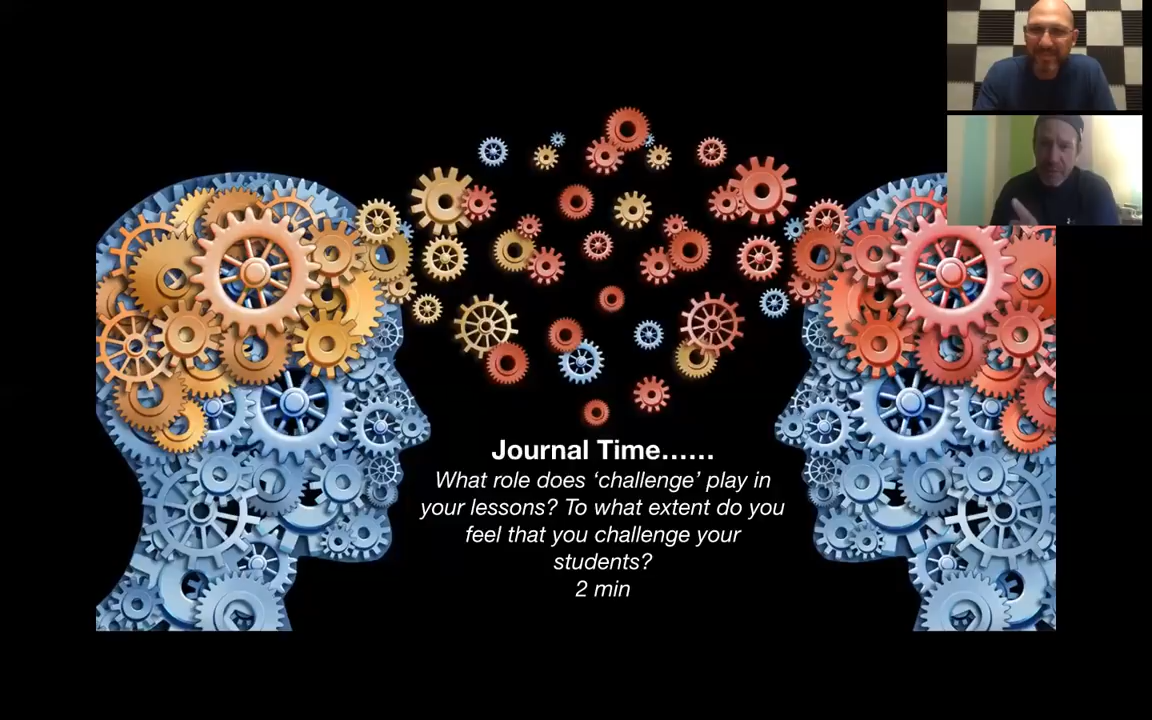 Journal Time……
What role does ‘challenge’ play in
your lessons? To what extent do you
feel that you challenge your
students?
2 min